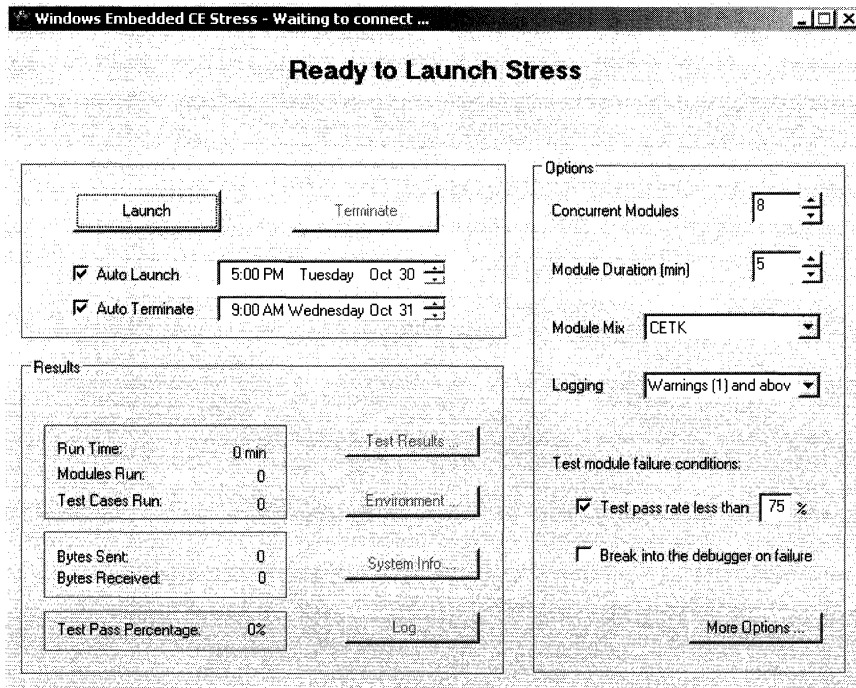 Windows Embedded CE Stress - Waiting to connect ...
Ready to Launch Stress
Launch
Terminate
Auto Launch
5:00 PM Tuesday Oct 30
Auto Terminate
9:00 AM Wednesday Oct 31
Results
Run Time: 0 min
Modules Run: 0
Test Cases Run: 0
Bytes Sent: 0
Bytes Received: 0
Test Pass Percentage: 0%
Test Results ...
Environment ...
System Info ...
Log...
Options
Concurrent Modules 8
Module Duration (min) 5
Module Mix CETK
Logging Warnings (1) and abov
Test module failure conditions:
Test pass rate less than 75 %
Break into the debugger on failure
More Options ...